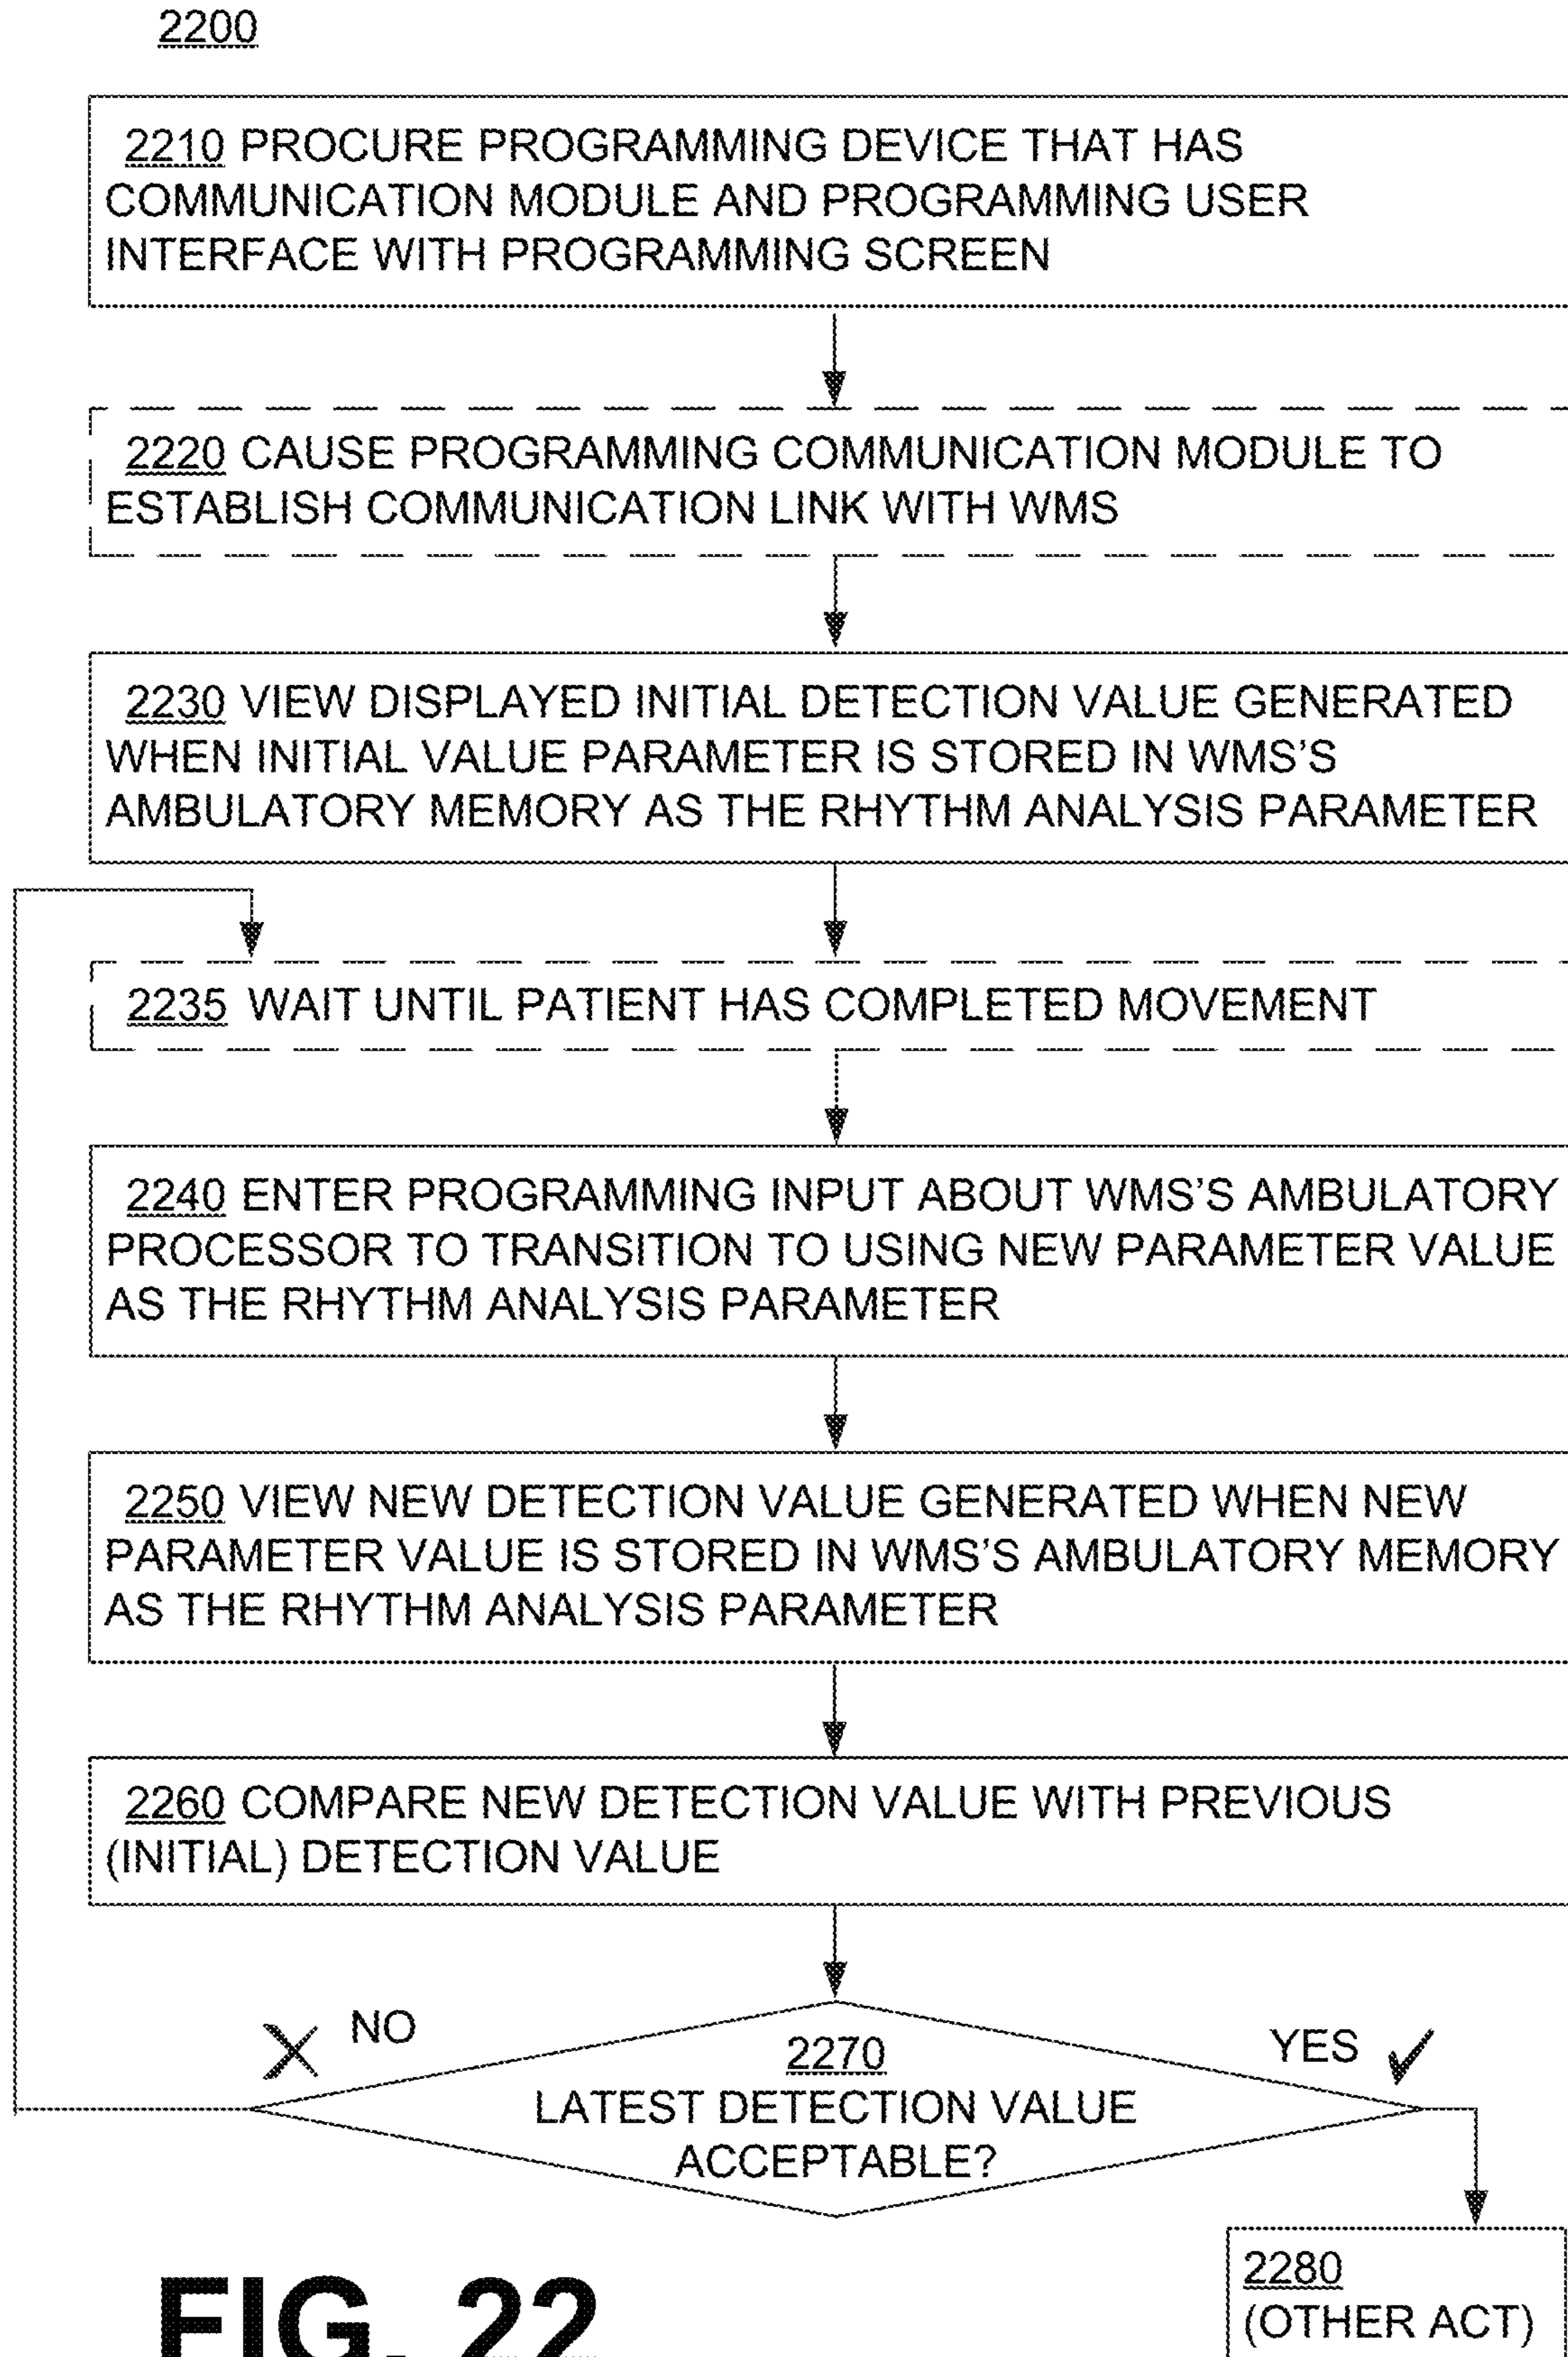 2200
2210 PROCURE PROGRAMMING DEVICE THAT HAS
COMMUNICATION MODULE AND PROGRAMMING USER
INTERFACE WITH PROGRAMMING SCREEN
2220 CAUSE PROGRAMMING COMMUNICATION MODULE TO
ESTABLISH COMMUNICATION LINK WITH WMS
2230 VIEW DISPLAYED INITIAL DETECTION VALUE GENERATED
WHEN INITIAL VALUE PARAMETER IS STORED IN WMS'S
AMBULATORY MEMORY AS THE RHYTHM ANALYSIS PARAMETER
2235 WAIT UNTIL PATIENT HAS COMPLETED MOVEMENT
2240 ENTER PROGRAMMING INPUT ABOUT WMS'S AMBULATORY
PROCESSOR TO TRANSITION TO USING NEW PARAMETER VALUE
AS THE RHYTHM ANALYSIS PARAMETER
2250 VIEW NEW DETECTION VALUE GENERATED WHEN NEW
PARAMETER VALUE IS STORED IN WMS'S AMBULATORY MEMORY
AS THE RHYTHM ANALYSIS PARAMETER
2260 COMPARE NEW DETECTION VALUE WITH PREVIOUS
(INITIAL) DETECTION VALUE
NO
YES
2270
LATEST DETECTION VALUE
ACCEPTABLE?
2280
(OTHER ACT)
FIG. 22